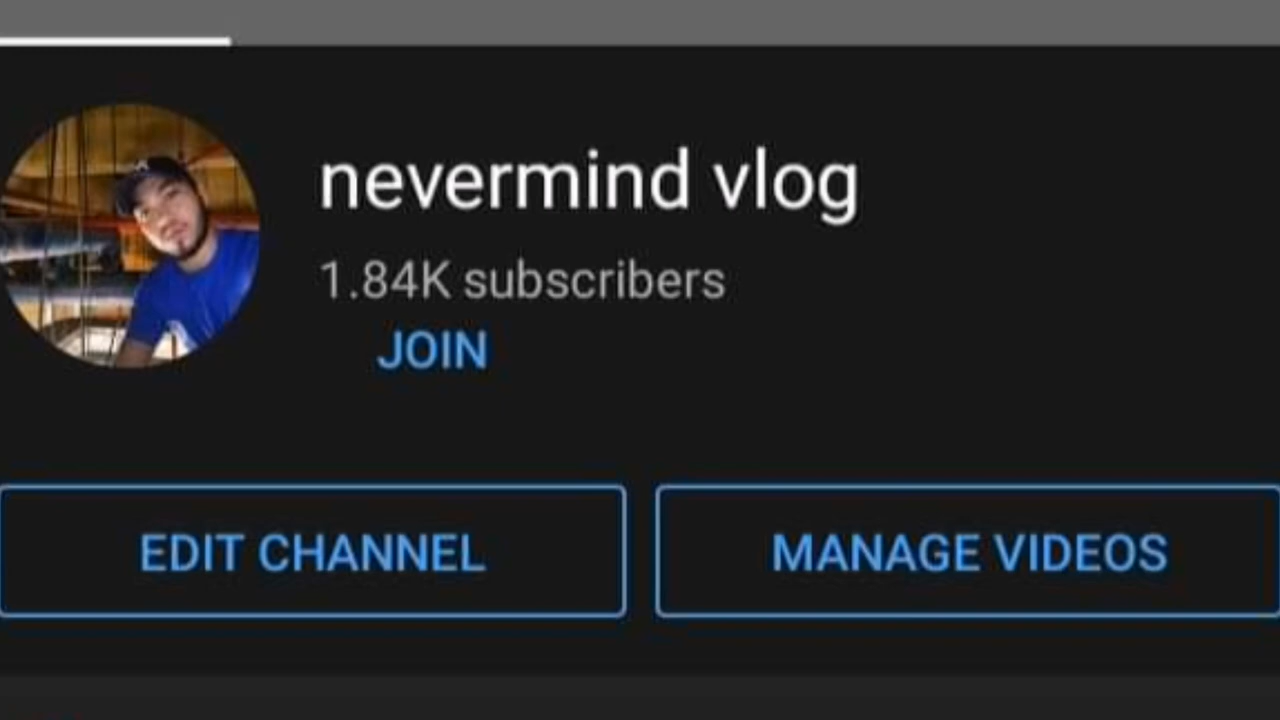 nevermind vlog
1.84K subscribers
JOIN
EDIT CHANNEL
MANAGE VIDEOS